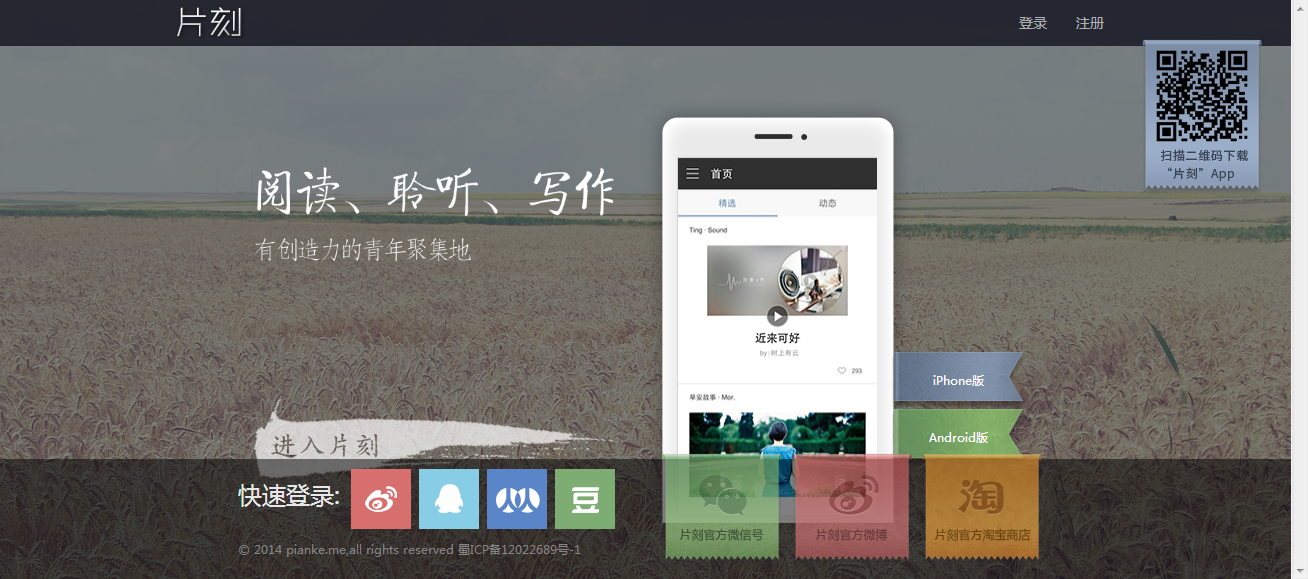 片刻
登录
注册
扫描二维码下载
“片刻”App
阅读、聆听、写作
有创造力的青年聚集地
首页
精选
动态
Ting · Sound
近来可好
by: 树上有云
293
早安故事 · Mor.
iPhone版
Android版
进入片刻
快速登录:
豆
淘
片刻官方微信号
片刻官方微博
片刻官方淘宝商店
© 2014 pianke.me,all rights reserved 蜀ICP备12022689号-1